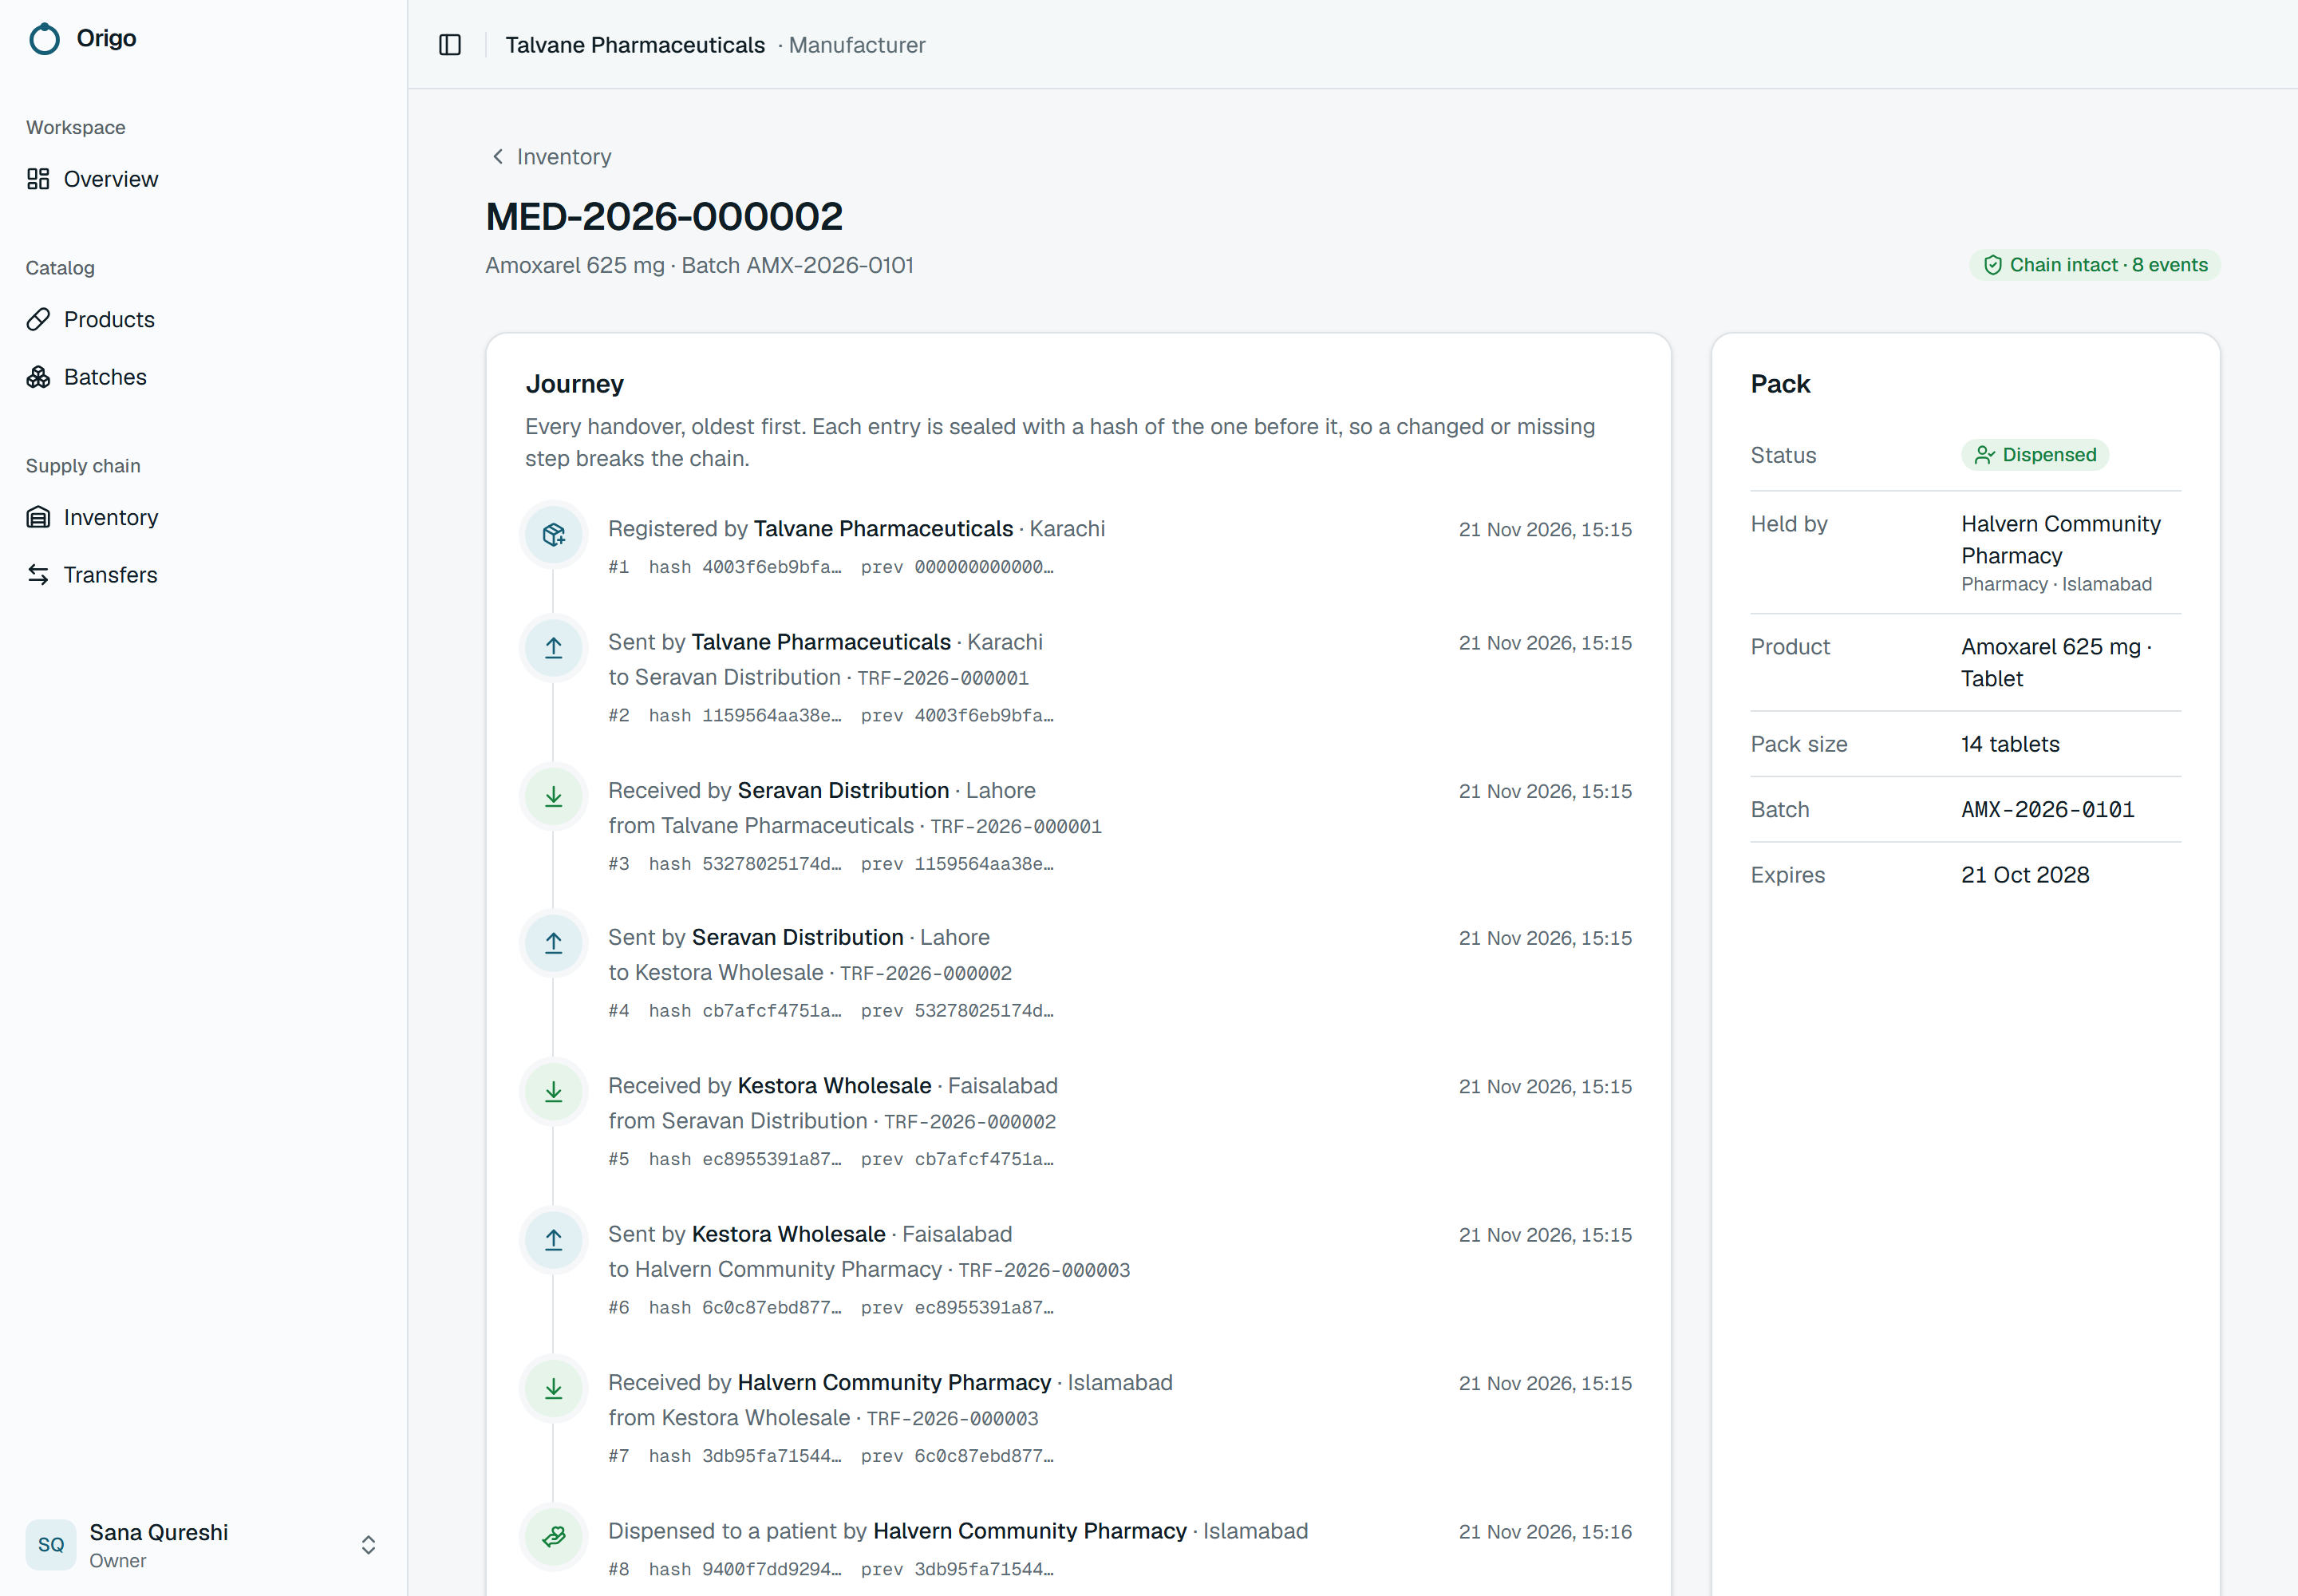 Origo
Workspace
Overview
Catalog
Products
Batches
Supply chain
Inventory
Transfers
SQ
Sana Qureshi
Owner
Talvane Pharmaceuticals · Manufacturer
Inventory
MED-2026-000002
Amoxarel 625 mg · Batch AMX-2026-0101
Chain intact · 8 events
Journey
Every handover, oldest first. Each entry is sealed with a hash of the one before it, so a changed or missing
step breaks the chain.
Registered by Talvane Pharmaceuticals · Karachi 21 Nov 2026, 15:15
#1 hash 4003f6eb9bfa… prev 000000000000…
Sent by Talvane Pharmaceuticals · Karachi 21 Nov 2026, 15:15
to Seravan Distribution · TRF-2026-000001
#2 hash 1159564aa38e… prev 4003f6eb9bfa…
Received by Seravan Distribution · Lahore 21 Nov 2026, 15:15
from Talvane Pharmaceuticals · TRF-2026-000001
#3 hash 53278025174d… prev 1159564aa38e…
Sent by Seravan Distribution · Lahore 21 Nov 2026, 15:15
to Kestora Wholesale · TRF-2026-000002
#4 hash cb7afcf4751a… prev 53278025174d…
Received by Kestora Wholesale · Faisalabad 21 Nov 2026, 15:15
from Seravan Distribution · TRF-2026-000002
#5 hash ec8955391a87… prev cb7afcf4751a…
Sent by Kestora Wholesale · Faisalabad 21 Nov 2026, 15:15
to Halvern Community Pharmacy · TRF-2026-000003
#6 hash 6c0c87ebd877… prev ec8955391a87…
Received by Halvern Community Pharmacy · Islamabad 21 Nov 2026, 15:15
from Kestora Wholesale · TRF-2026-000003
#7 hash 3db95fa71544… prev 6c0c87ebd877…
Dispensed to a patient by Halvern Community Pharmacy · Islamabad 21 Nov 2026, 15:16
#8 hash 9400f7dd9294… prev 3db95fa71544…
Pack
Status Dispensed
Held by Halvern Community
Pharmacy
Pharmacy · Islamabad
Product Amoxarel 625 mg ·
Tablet
Pack size 14 tablets
Batch AMX-2026-0101
Expires 21 Oct 2028